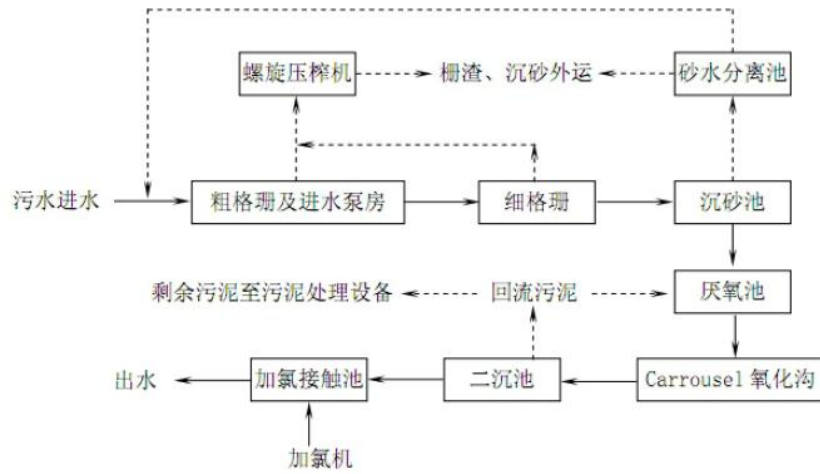 螺旋压榨机
栅渣、沉砂外运
砂水分离池
污水进水
粗格珊及进水泵房
细格珊
沉砂池
剩余污泥至污泥处理设备
回流污泥
厌氧池
出水
加氯接触池
二沉池
Carrousel 氧化沟
加氯机